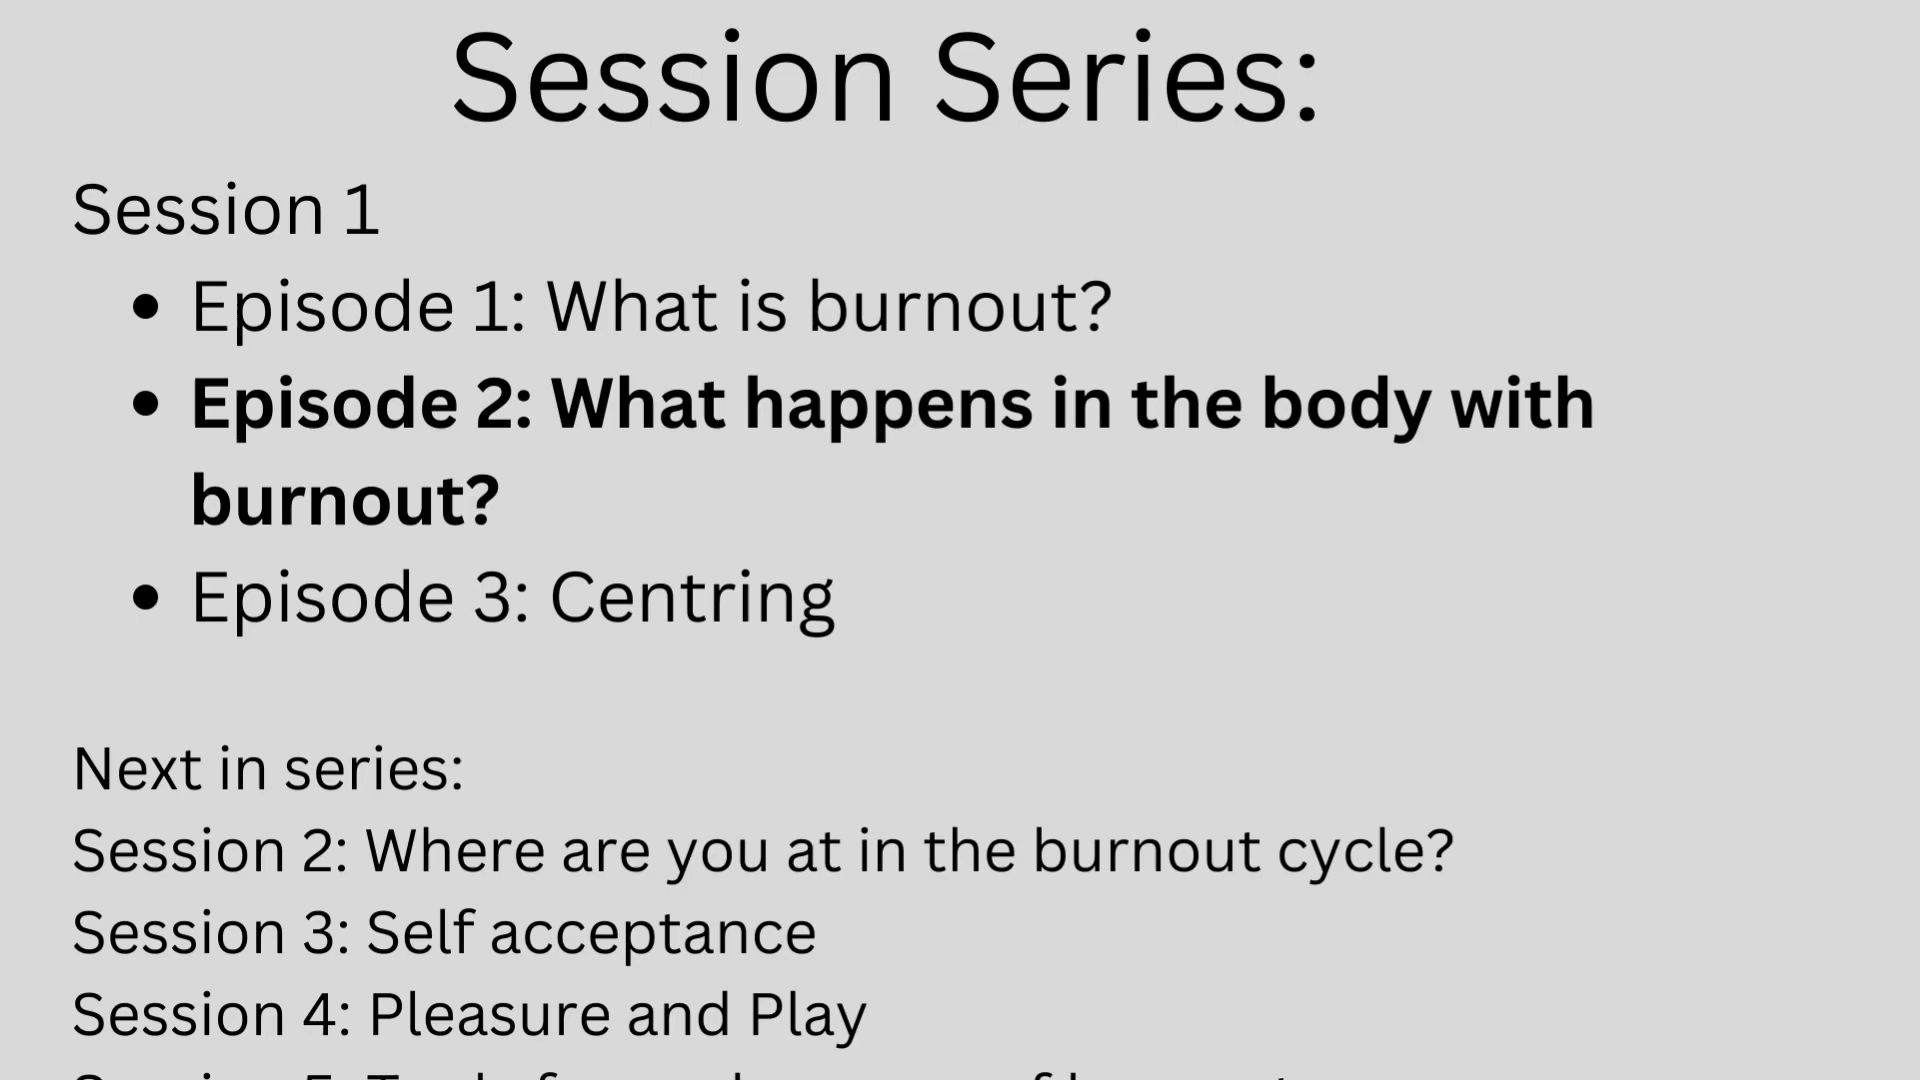 Session Series:
Session 1
• Episode 1: What is burnout?
• Episode 2: What happens in the body with
burnout?
• Episode 3: Centring
Next in series:
Session 2: Where are you at in the burnout cycle?
Session 3: Self acceptance
Session 4: Pleasure and Play